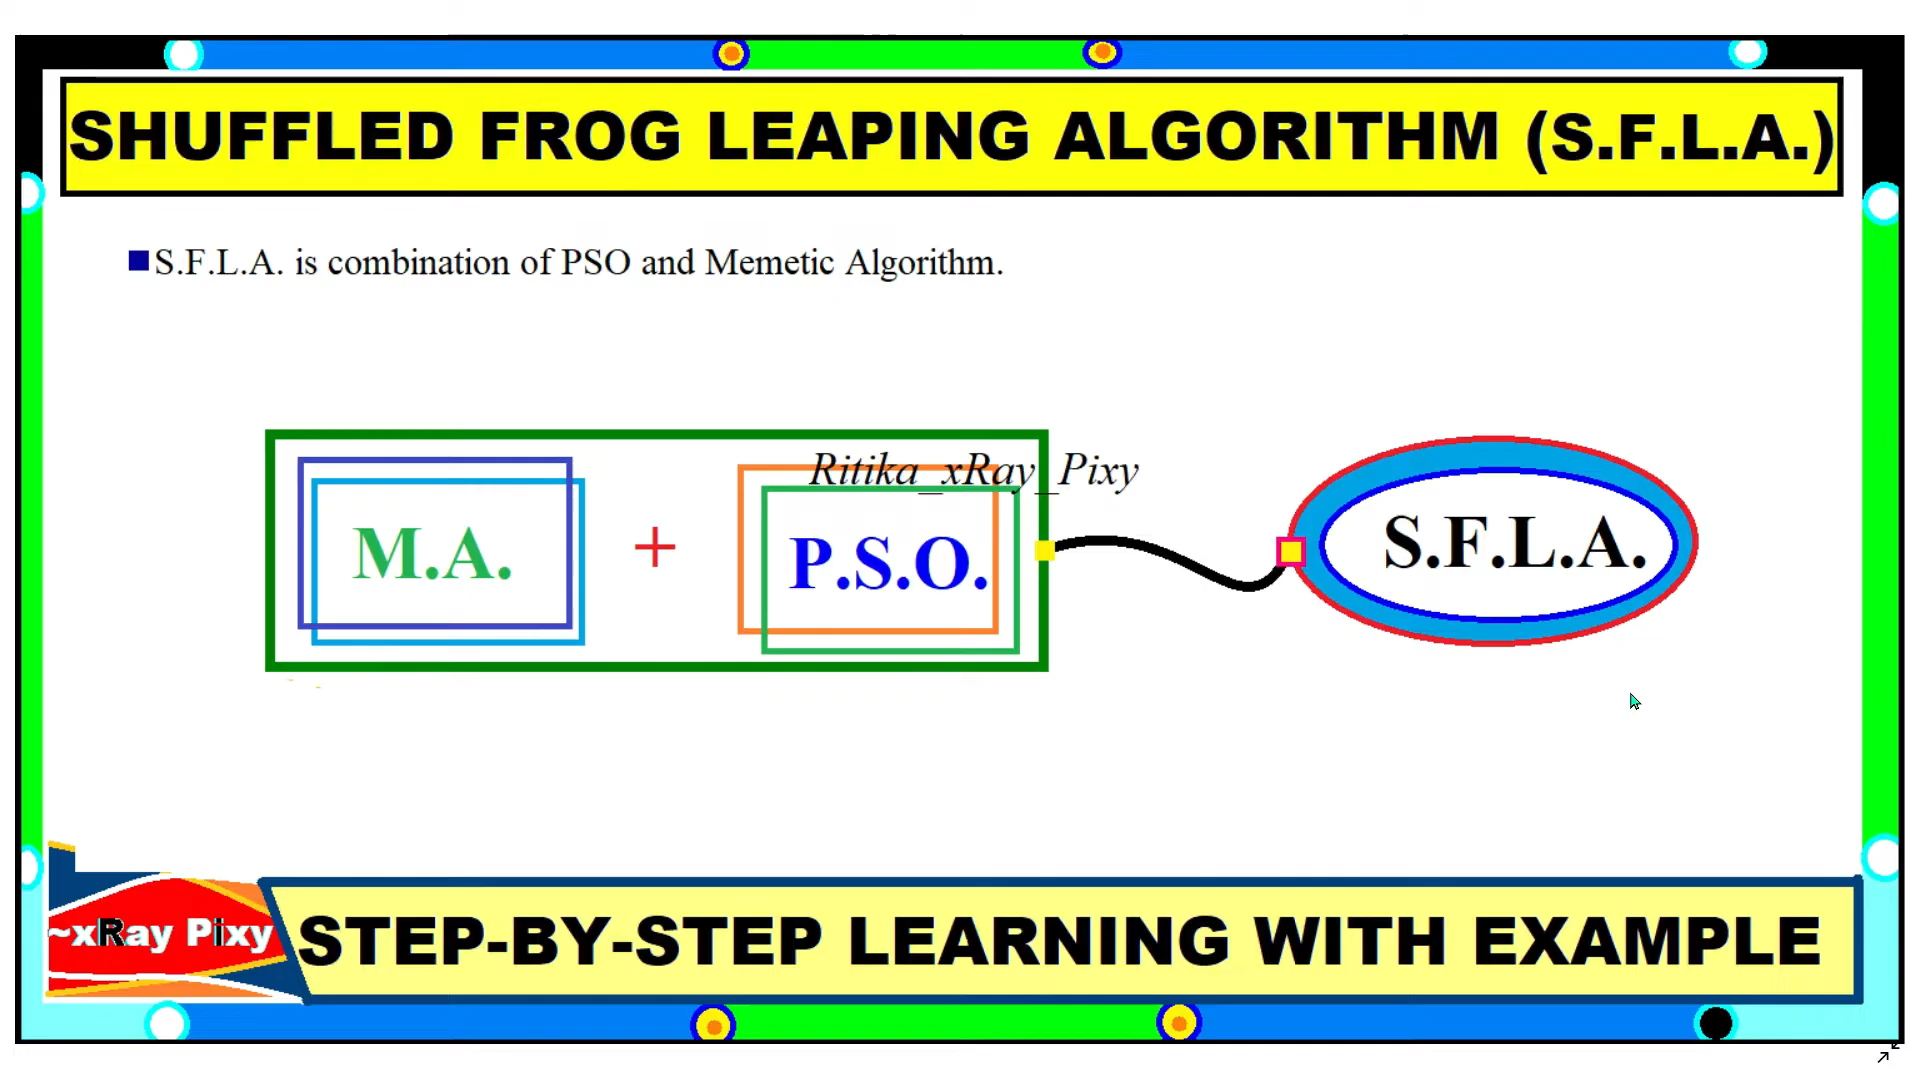 SHUFFLED FROG LEAPING ALGORITHM (S.F.L.A.)
S.F.L.A. is combination of PSO and Memetic Algorithm.
Ritika_xRay_Pixy
M.A. + P.S.O.
S.F.L.A.
~xRay Pixy
STEP-BY-STEP LEARNING WITH EXAMPLE